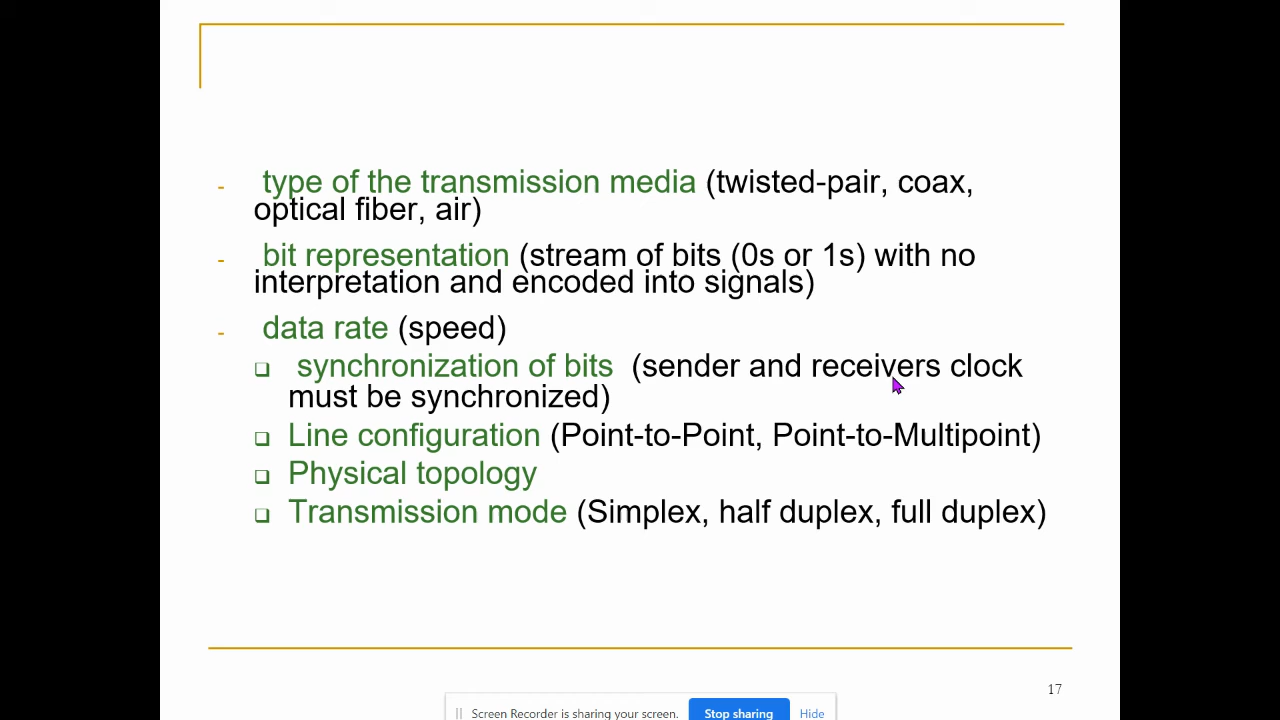 - type of the transmission media (twisted-pair, coax,
optical fiber, air)
- bit representation (stream of bits (0s or 1s) with no
interpretation and encoded into signals)
- data rate (speed)
❑ synchronization of bits (sender and receivers clock
must be synchronized)
❑ Line configuration (Point-to-Point, Point-to-Multipoint)
❑ Physical topology
❑ Transmission mode (Simplex, half duplex, full duplex)
17
Screen Recorder is sharing your screen. Stop sharing Hide